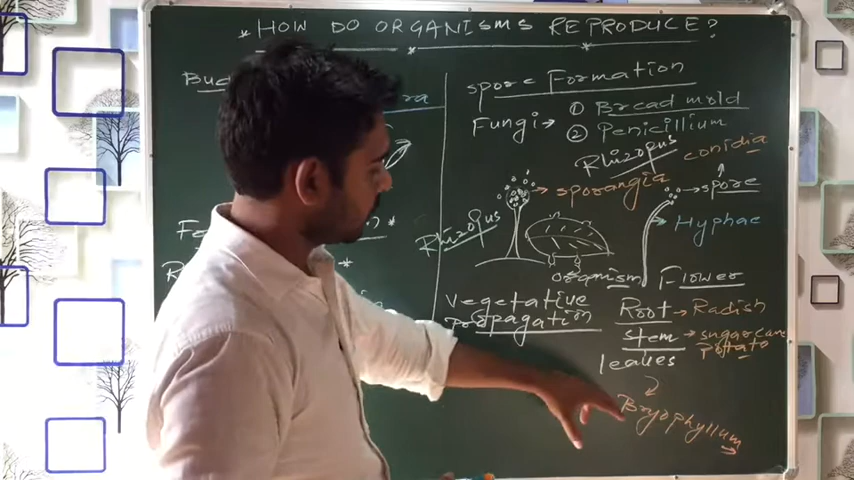 * HOW DO ORGANISMS REPRODUCE?
Spore Formation
Fungi → ① Bread mold
② Penicillium
Rhizopus
conidia
sporangia
spore
Rhizopus
Hyphae
organism
Flower
Vegetative
Propagation
Root → Radish
stem → sugarcane
Potato
leaves
Bryophyllum